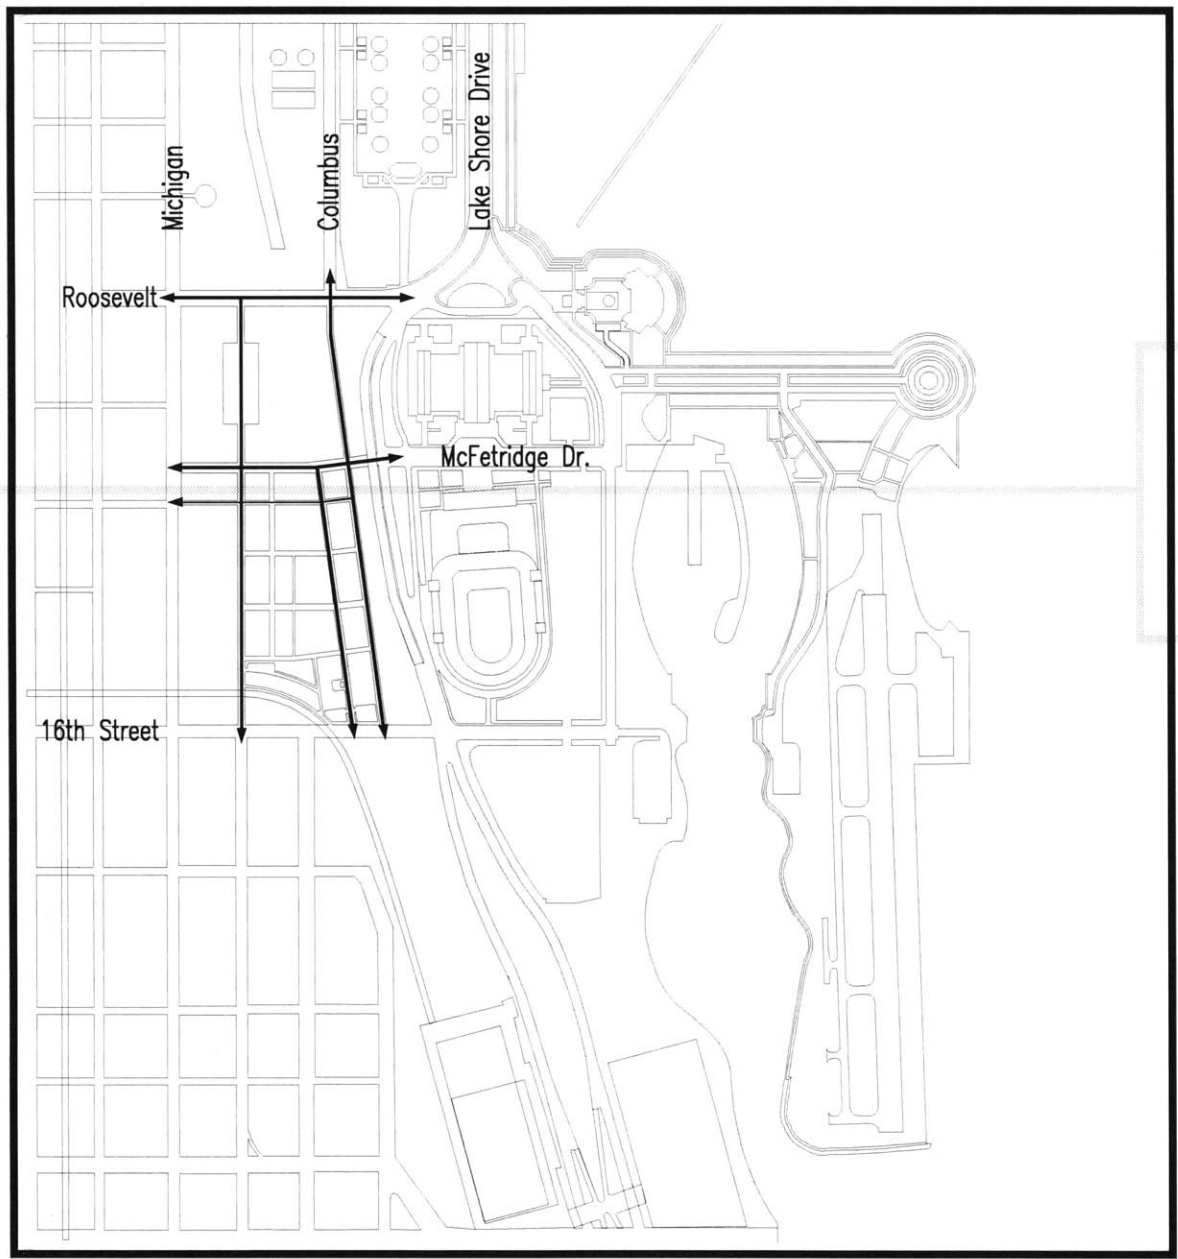 Michigan
Columbus
Lake Shore Drive
Roosevelt
McFetridge Dr.
16th Street